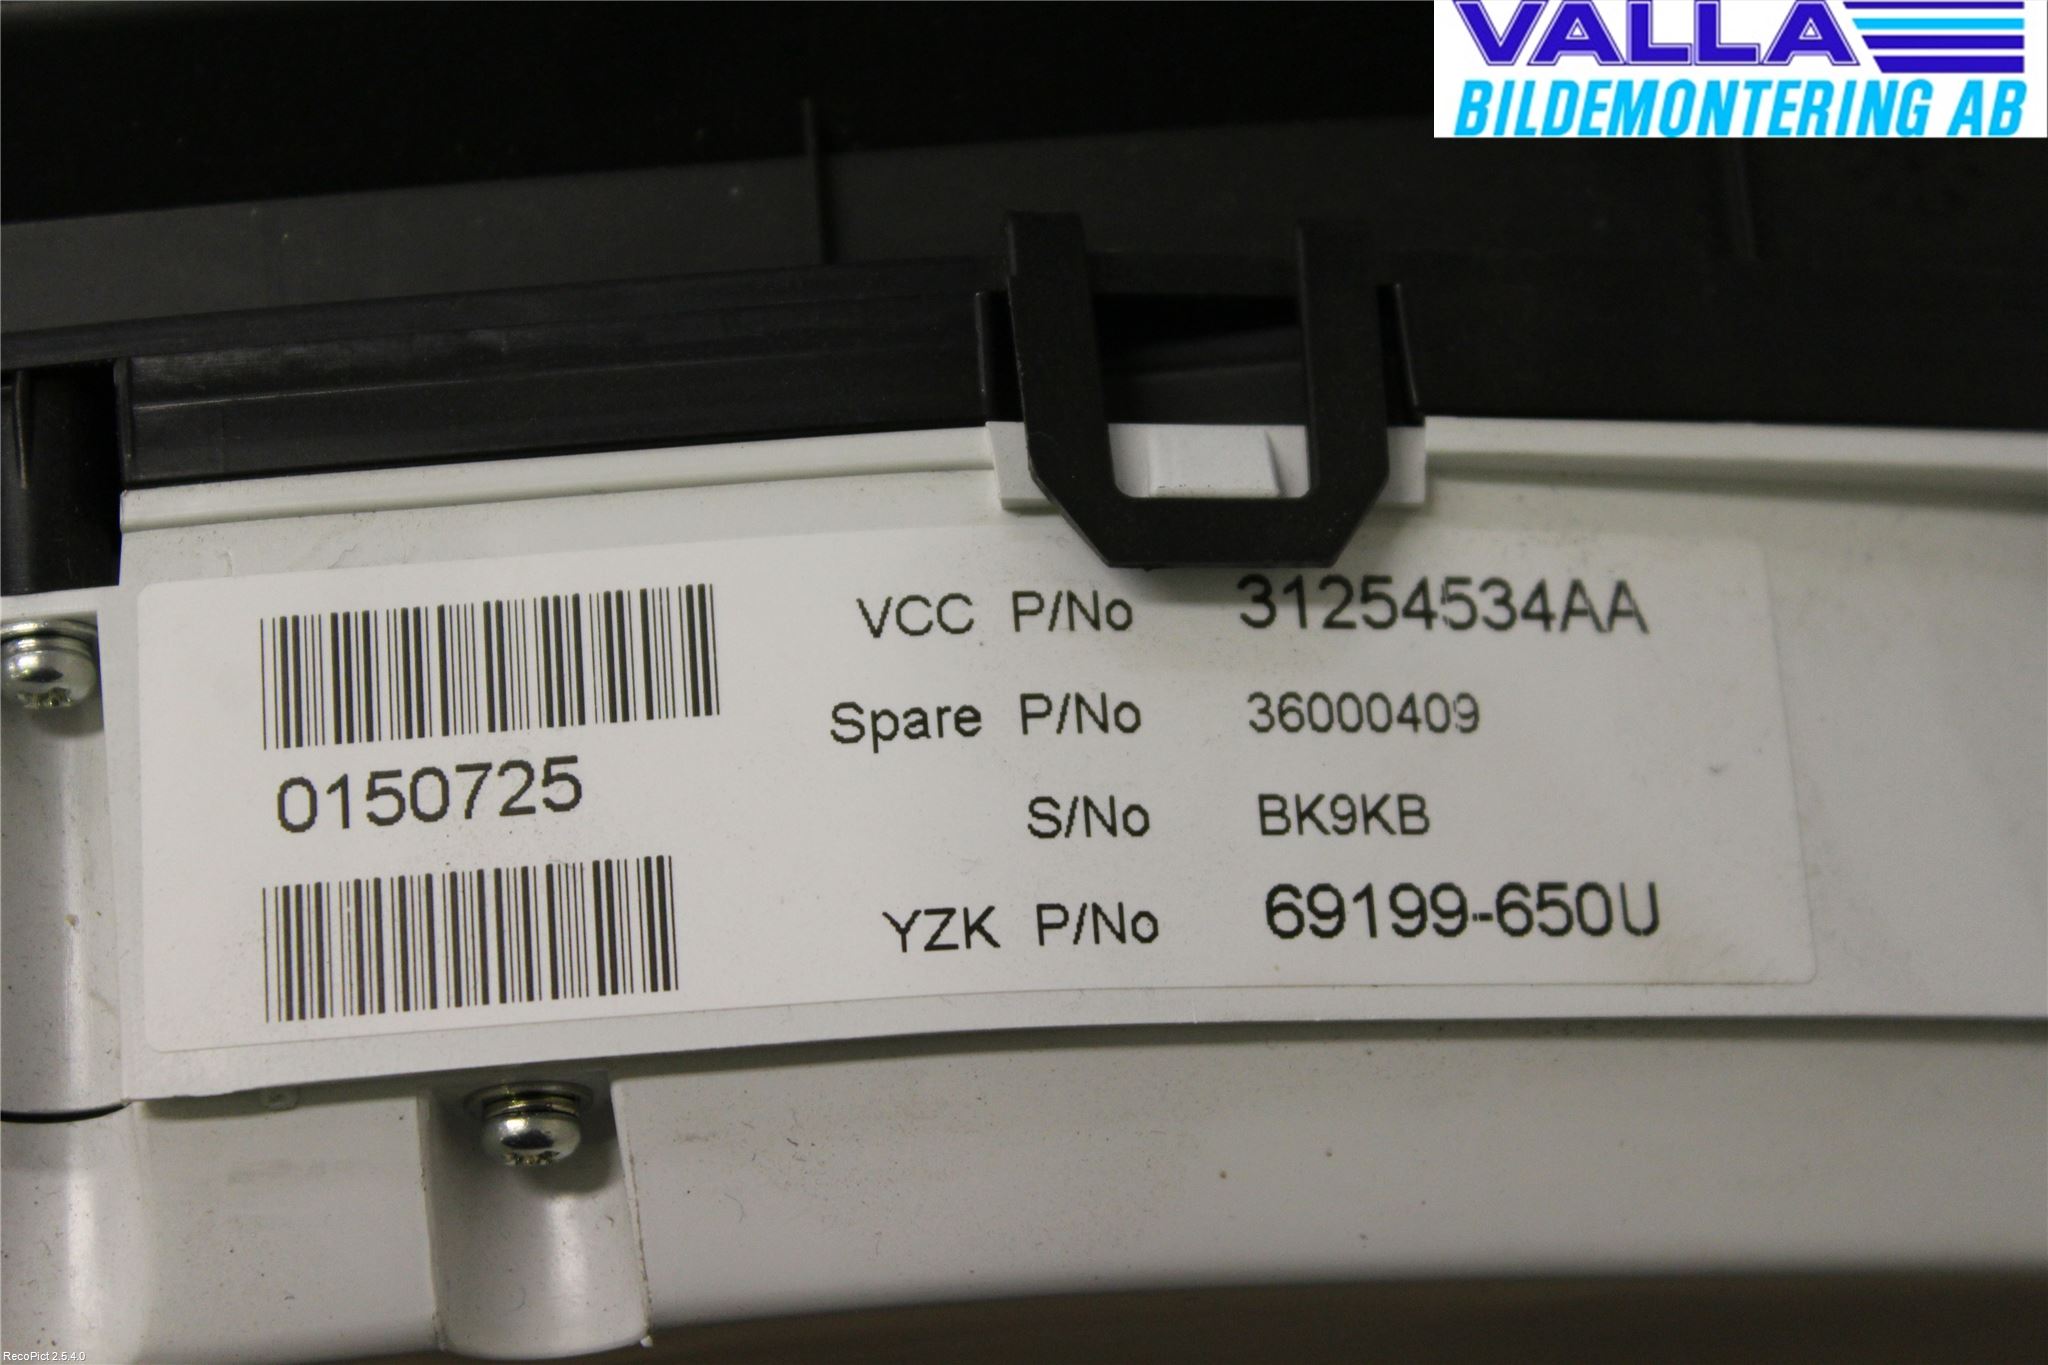 VALLA
BILDEMONTERING AB
VCC P/No 31254534AA
Spare P/No 36000409
0150725
S/No BK9KB
YZK P/No 69199-650U
RecoPict 2.5.4.0